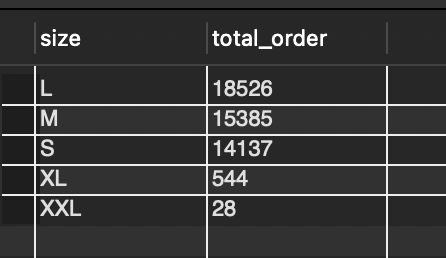 size total_order
L 18526
M 15385
S 14137
XL 544
XXL 28